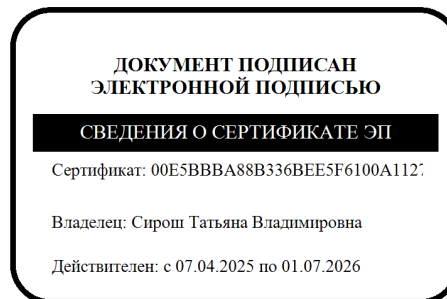 ДОКУМЕНТ ПОДПИСАН
ЭЛЕКТРОННОЙ ПОДПИСЬЮ
СВЕДЕНИЯ О СЕРТИФИКАТЕ ЭП
Сертификат: 00E5BBBA88B336BEE5F6100A1127
Владелец: Сирош Татьяна Владимировна
Действителен: с 07.04.2025 по 01.07.2026